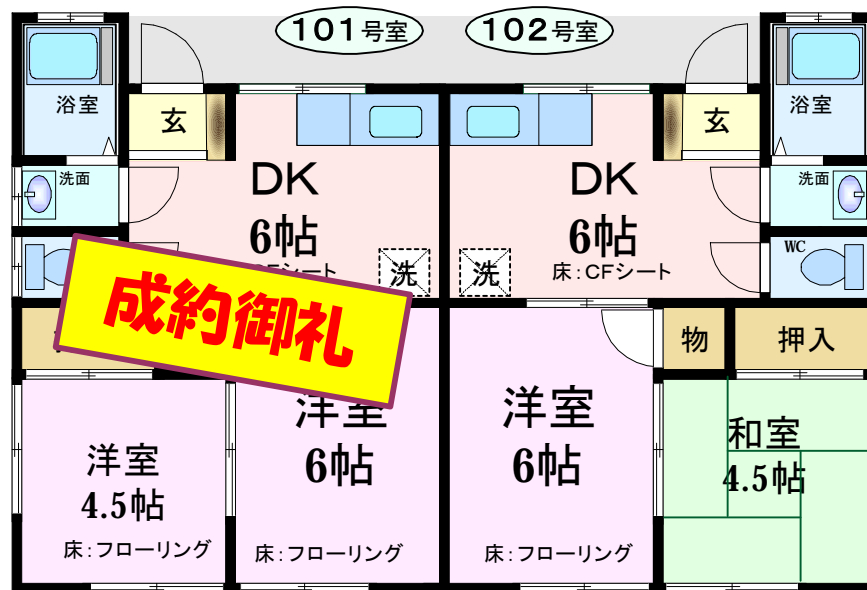 101号室
102号室
浴室
玄
洗面
DK
6帖
シート
洗
成約御礼
洋室
6帖
洋室
4.5帖
床：フローリング
床：フローリング
玄
浴室
洗面
DK
6帖
床：CFシート
洗
WC
物
押入
洋室
6帖
床：フローリング
和室
4.5帖